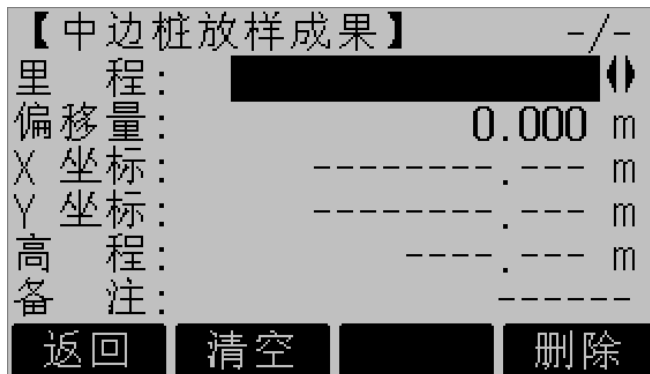 【中边桩放样成果】 -/-
里 程:
偏移量: 0.000 m
X 坐标: --------.--- m
Y 坐标: --------.--- m
高 程: ----.--- m
备 注: ------
返回 清空 删除